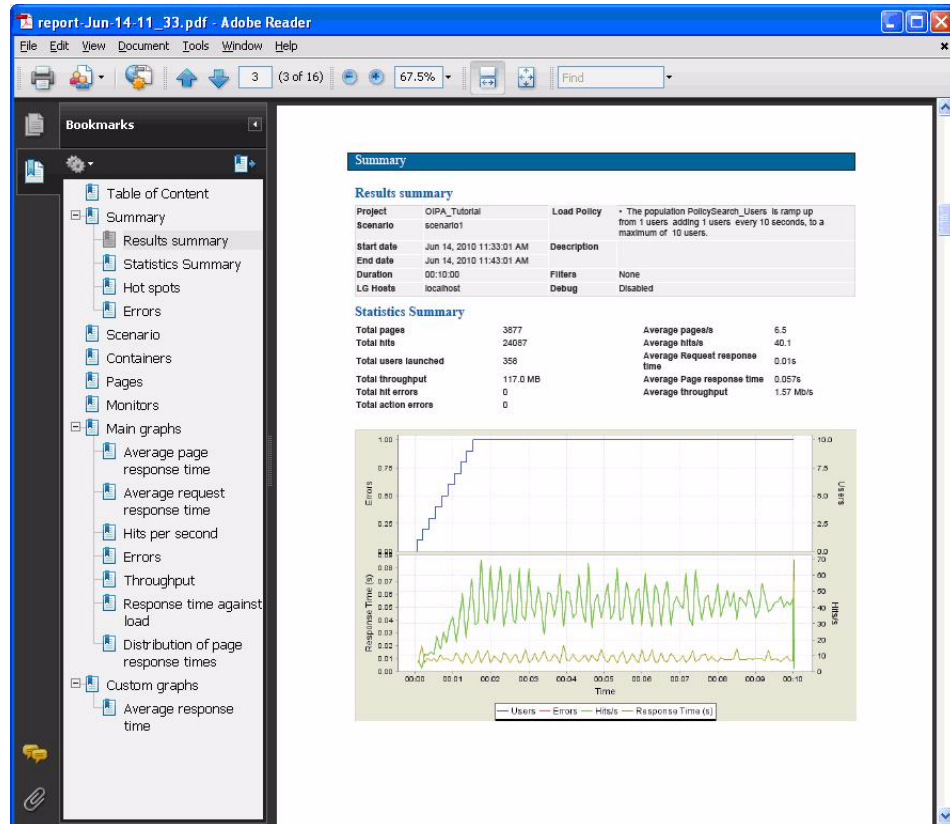 report-Jun-14-11_33.pdf - Adobe Reader
File Edit View Document Tools Window Help
3 (3 of 16) 67.5% Find
Bookmarks
Table of Content
Summary
Results summary
Statistics Summary
Hot spots
Errors
Scenario
Containers
Pages
Monitors
Main graphs
Average page
response time
Average request
response time
Hits per second
Errors
Throughput
Response time against
load
Distribution of page
response times
Custom graphs
Average response
time
Summary
Results summary
Project OIPA_Tutorial Load Policy • The population PolicySearch_Users is ramp up
from 1 users adding 1 users every 10 seconds, to a
maximum of 10 users.
Scenario scenario1
Start date Jun 14, 2010 11:33:01 AM Description
End date Jun 14, 2010 11:43:01 AM
Duration 00:10:00 Filters None
LG Hosts localhost Debug Disabled
Statistics Summary
Total pages 3877 Average pages/s 6.5
Total hits 24087 Average hits/s 40.1
Total users launched 358 Average Request response time 0.01s
Total throughput 117.0 MB Average Page response time 0.057s
Total hit errors 0 Average throughput 1.57 Mb/s
Total action errors 0
1.00 10.0
0.75 7.5
Errors Users
0.50 5.0
0.25 2.5
0.00 0.0
0.08 70
0.08 60
0.07
0.06 50
Response Time (s) Hits/s
0.05 40
0.04
0.03 30
0.03 20
0.02
0.01 10
0.00 0
00:00 00:01 00:02 00:03 00:04 00:05 00:06 00:07 00:08 00:09 00:10
Time
Users Errors Hits/s Response Time (s)